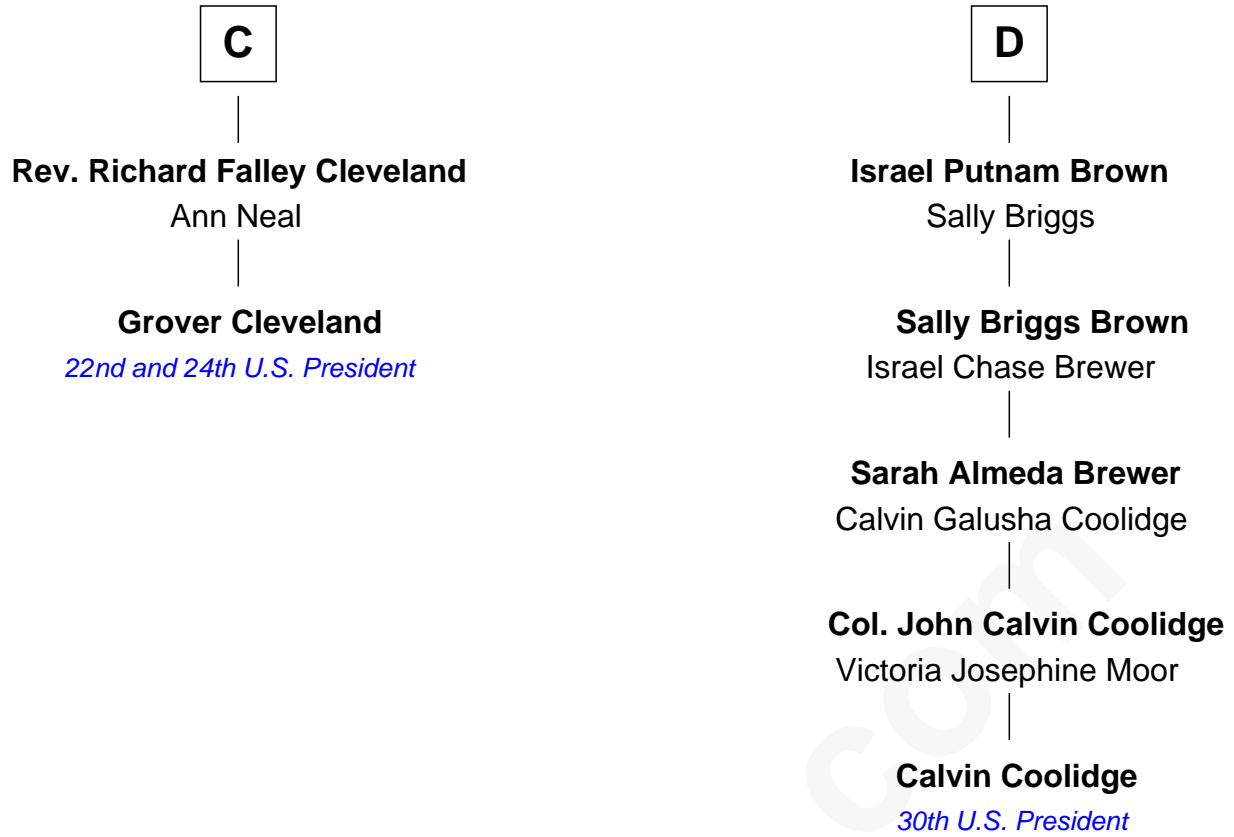 C
Rev. Richard Falley Cleveland
Ann Neal
Grover Cleveland
22nd and 24th U.S. President
D
Israel Putnam Brown
Sally Briggs
Sally Briggs Brown
Israel Chase Brewer
Sarah Almeda Brewer
Calvin Galusha Coolidge
Col. John Calvin Coolidge
Victoria Josephine Moor
Calvin Coolidge
30th U.S. President
com